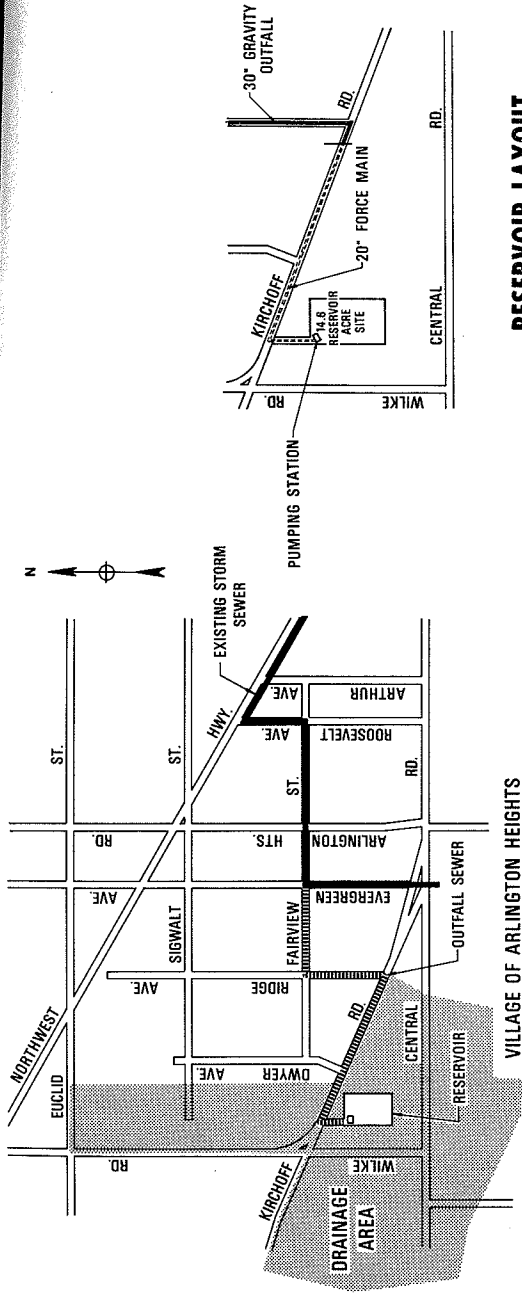 N
NORTHWEST
HWY.
EUCLID
ST.
SIGWALT
ST.
FAIRVIEW
ST.
KIRCHOFF
RD.
CENTRAL
RD.
WILKE
RD.
DWYER
AVE.
RIDGE
AVE.
EVERGREEN
AVE.
ARLINGTON
HTS.
RD.
ROOSEVELT
AVE.
ARTHUR
AVE.
EXISTING STORM
SEWER
DRAINAGE
AREA
RESERVOIR
OUTFALL SEWER
VILLAGE OF ARLINGTON HEIGHTS
30" GRAVITY
OUTFALL
KIRCHOFF
RD.
20" FORCE MAIN
14.6
RESERVOIR
ACRE
SITE
PUMPING STATION
WILKE
RD.
CENTRAL
RD.
RESERVOIR LAYOUT